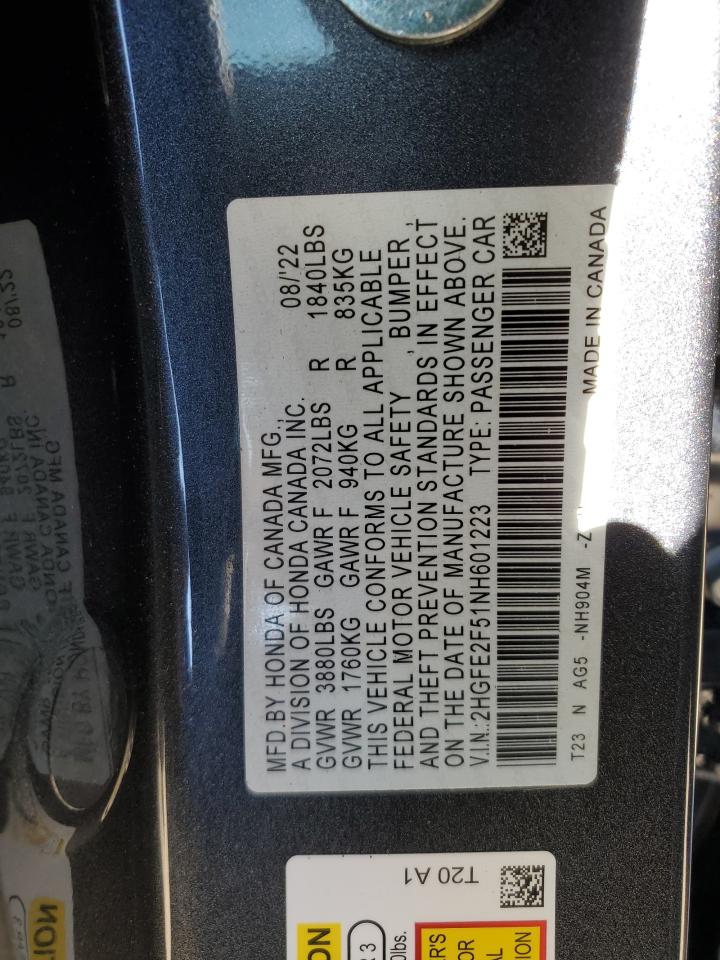 MFD.BY HONDA OF CANADA MFG.,
A DIVISION OF HONDA CANADA INC. 08/'22
GVWR 3880LBS GAWR F 2072LBS R 1840LBS
GVWR 1760KG GAWR F 940KG R 835KG
THIS VEHICLE CONFORMS TO ALL APPLICABLE
FEDERAL MOTOR VEHICLE SAFETY , BUMPER ,
AND THEFT PREVENTION STANDARDS IN EFFECT
ON THE DATE OF MANUFACTURE SHOWN ABOVE.
V.I.N.:2HGFE2F51NH601223 TYPE: PASSENGER CAR
T23 N AG5 -NH904M -Z
MADE IN CANADA
T20 A1